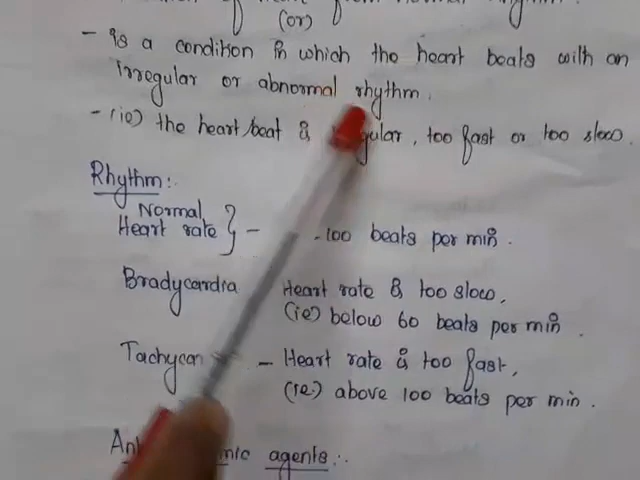 (or)
- is a condition in which the heart beats with an
irregular or abnormal rhythm.
- (ie) the heart beat is gular, too fast or too slow.
Rhythm:-
Normal
Heart rate } - -100 beats per min.
Bradycardia Heart rate is too slow,
(ie) below 60 beats per min.
Tachycar - Heart rate is too fast,
(ie.) above 100 beats per min.
An mic agents:-